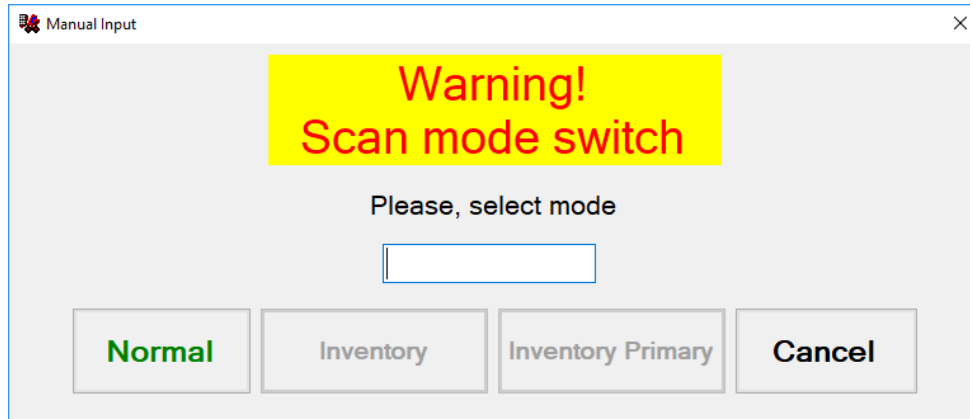 Manual Input
Warning!
Scan mode switch
Please, select mode
Normal
Inventory
Inventory Primary
Cancel